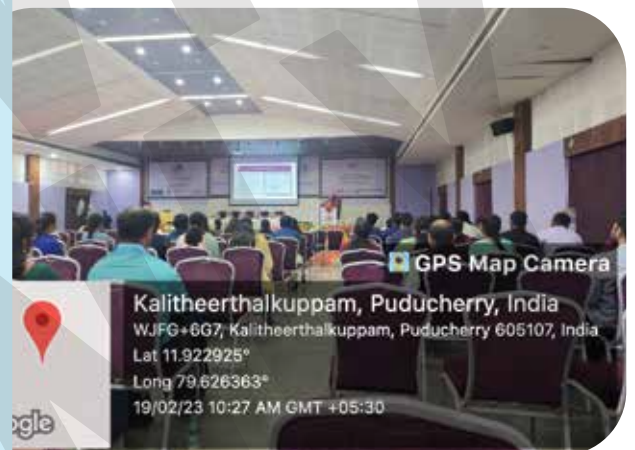 GPS Map Camera
Kalitheerthalkuppam, Puducherry, India
WJFG+6G7, Kalitheerthalkuppam, Puducherry 605107, India
Lat 11.922925°
Long 79.626363°
19/02/23 10:27 AM GMT +05:30
ogle